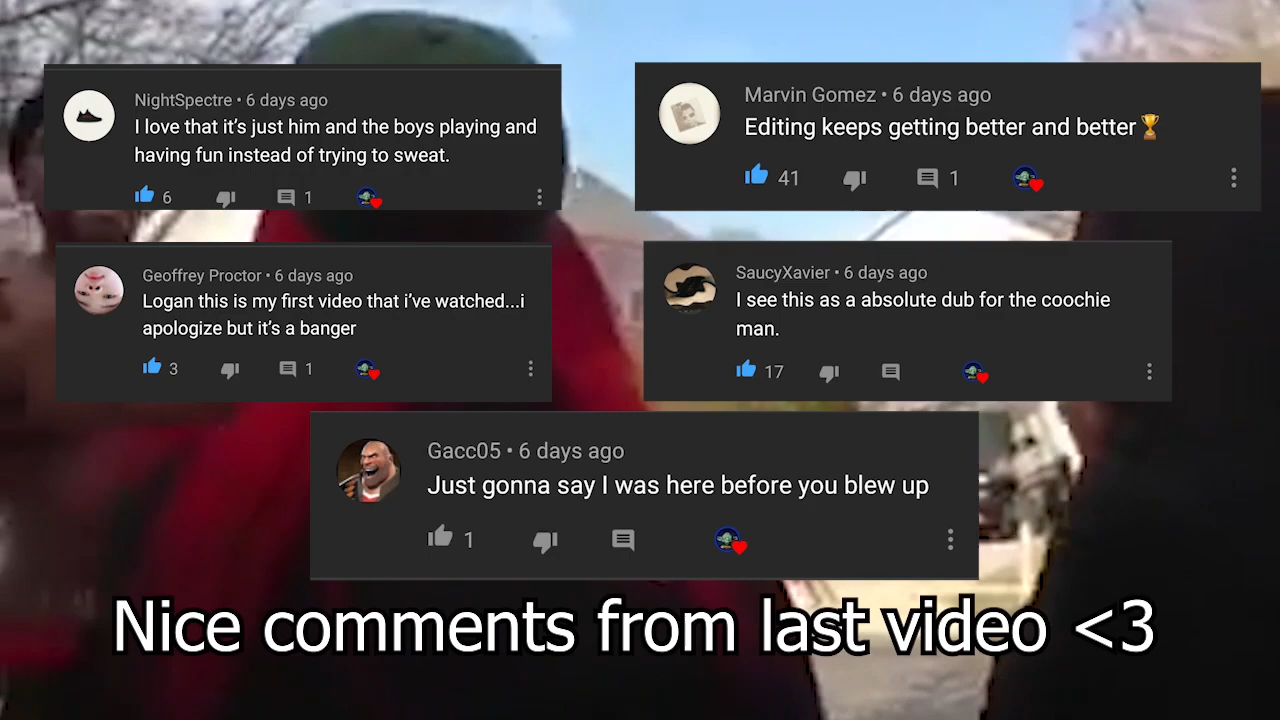 NightSpectre • 6 days ago
I love that it's just him and the boys playing and
having fun instead of trying to sweat.
6 1
Marvin Gomez • 6 days ago
Editing keeps getting better and better🏆
41 1
Geoffrey Proctor • 6 days ago
Logan this is my first video that i've watched...i
apologize but it's a banger
3 1
SaucyXavier • 6 days ago
I see this as a absolute dub for the coochie
man.
17
Gacc05 • 6 days ago
Just gonna say I was here before you blew up
1
Nice comments from last video <3